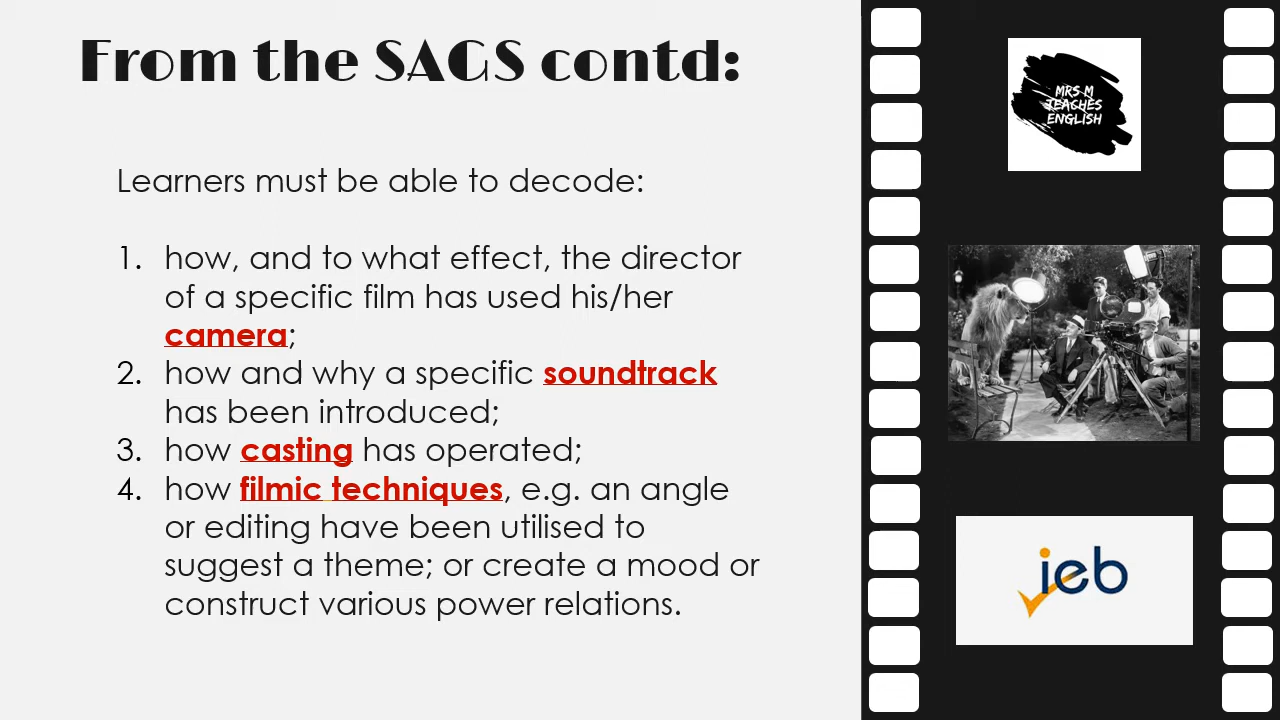 From the SAGS contd:
Learners must be able to decode:
1. how, and to what effect, the director
of a specific film has used his/her
camera;
2. how and why a specific soundtrack
has been introduced;
3. how casting has operated;
4. how filmic techniques, e.g. an angle
or editing have been utilised to
suggest a theme; or create a mood or
construct various power relations.
MRS M
TEACHES
ENGLISH
ieb